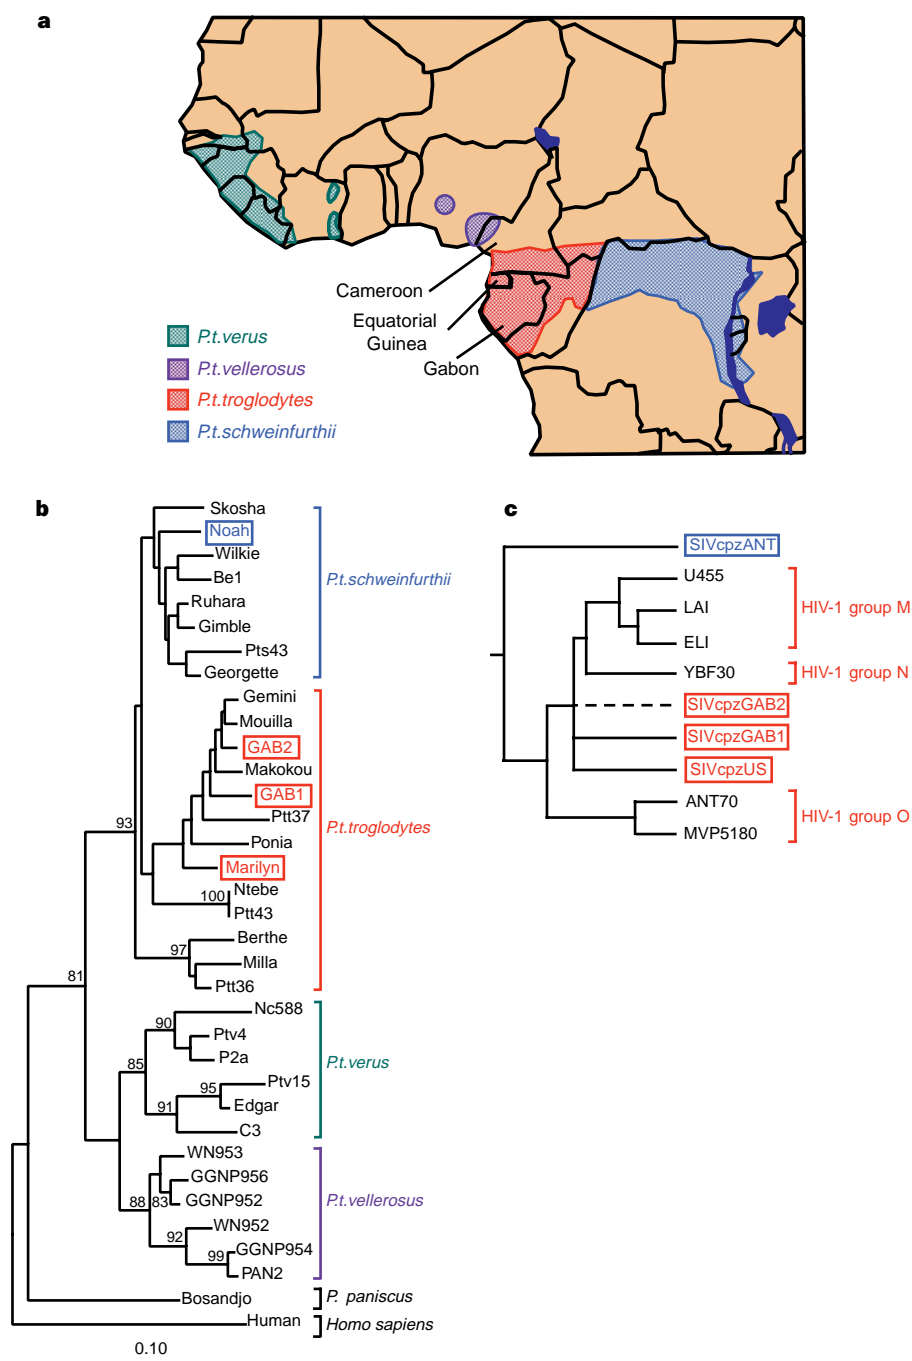 a
Cameroon
Equatorial
Guinea
Gabon
P.t.verus
P.t.vellerosus
P.t.troglodytes
P.t.schweinfurthii
b
Skosha
Noah
Wilkie
Be1
Ruhara
Gimble
Pts43
Georgette
P.t.schweinfurthii
Gemini
Mouilla
GAB2
Makokou
GAB1
Ptt37
Ponia
Marilyn
Ntebe
Ptt43
Berthe
Milla
Ptt36
P.t.troglodytes
93
100
97
81
Nc588
Ptv4
P2a
Ptv15
Edgar
C3
P.t.verus
90
85
95
91
WN953
GGNP956
GGNP952
WN952
GGNP954
PAN2
P.t.vellerosus
88
83
92
99
Bosandjo
P. paniscus
Human
Homo sapiens
0.10
c
SIVcpzANT
U455
LAI
ELI
HIV-1 group M
YBF30
HIV-1 group N
SIVcpzGAB2
SIVcpzGAB1
SIVcpzUS
ANT70
MVP5180
HIV-1 group O